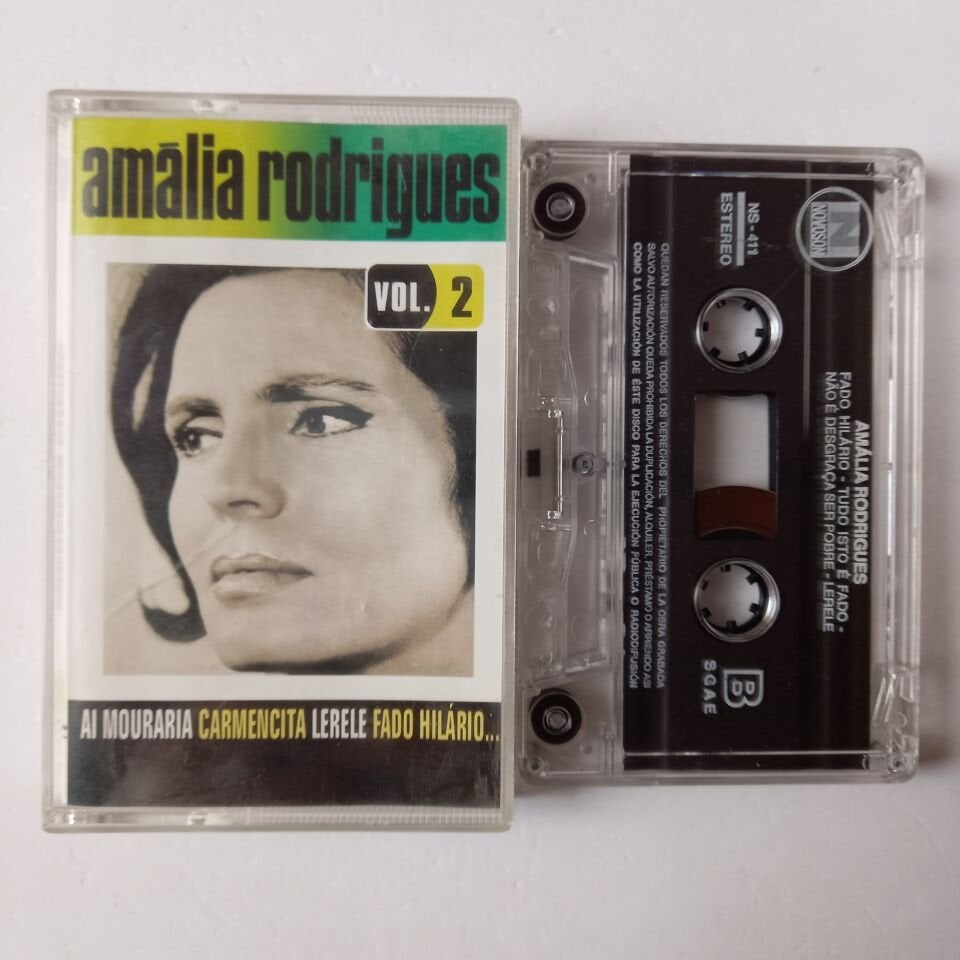 amália rodrigues
VOL. 2
AI MOURARIA CARMENCITA LERELE FADO HILÁRIO...
N
NOVOSON
NS-411
ESTEREO
AMÁLIA RODRIGUES
FADO HILÁRIO - TUDO ISTO É FADO -
NÃO É DESGRAÇA SER POBRE - LERELE
B
SGAE
QUEDAN RESERVADOS TODOS LOS DERECHOS DEL PROPIETARIO DE LA OBRA GRABADA
SALVO AUTORIZACIÓN QUEDA PROHIBIDA LA DUPLICACIÓN, ALQUILER, PRÉSTAMO O ARRIENDO ASI
COMO LA UTILIZACIÓN DE ÉSTE DISCO PARA LA EJECUCIÓN PÚBLICA O RADIODIFUSIÓN